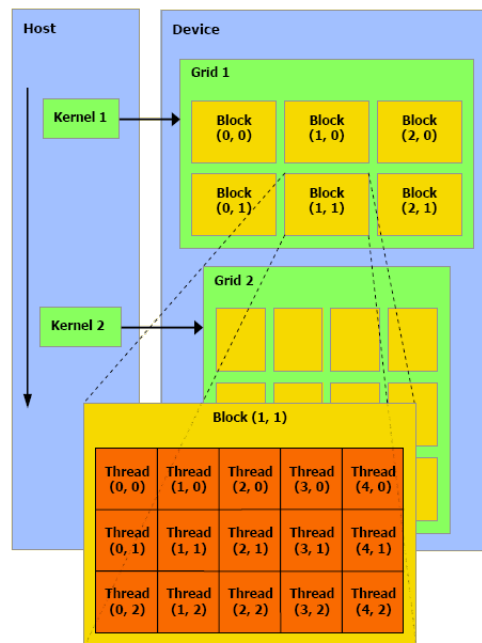 Host
Device
Grid 1
Kernel 1
Block
(0, 0)
Block
(1, 0)
Block
(2, 0)
Block
(0, 1)
Block
(1, 1)
Block
(2, 1)
Grid 2
Kernel 2
Block (1, 1)
Thread
(0, 0)
Thread
(1, 0)
Thread
(2, 0)
Thread
(3, 0)
Thread
(4, 0)
Thread
(0, 1)
Thread
(1, 1)
Thread
(2, 1)
Thread
(3, 1)
Thread
(4, 1)
Thread
(0, 2)
Thread
(1, 2)
Thread
(2, 2)
Thread
(3, 2)
Thread
(4, 2)